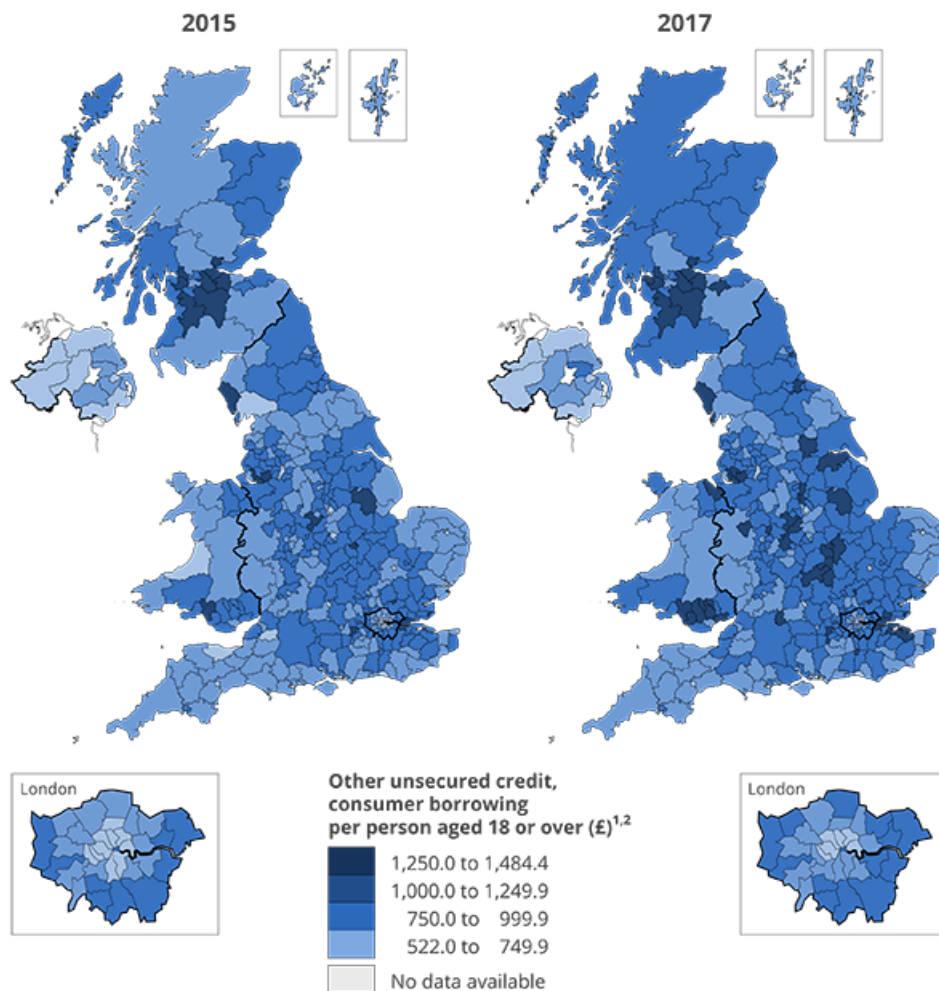 2015
2017
London
London
Other unsecured credit,
consumer borrowing
per person aged 18 or over (£)¹,²
1,250.0 to 1,484.4
1,000.0 to 1,249.9
750.0 to 999.9
522.0 to 749.9
No data available